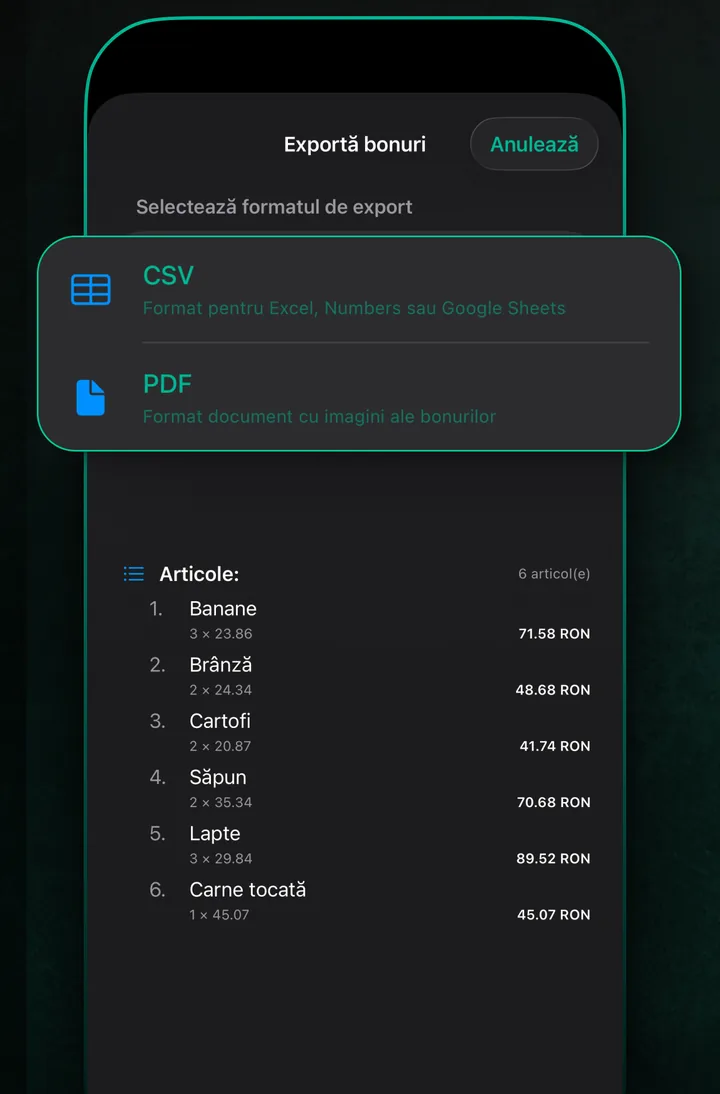 Exportă bonuri
Anulează
Selectează formatul de export
CSV
Format pentru Excel, Numbers sau Google Sheets
PDF
Format document cu imagini ale bonurilor
Articole:
6 articol(e)
1. Banane
3 × 23.86
71.58 RON
2. Brânză
2 × 24.34
48.68 RON
3. Cartofi
2 × 20.87
41.74 RON
4. Săpun
2 × 35.34
70.68 RON
5. Lapte
3 × 29.84
89.52 RON
6. Carne tocată
1 × 45.07
45.07 RON